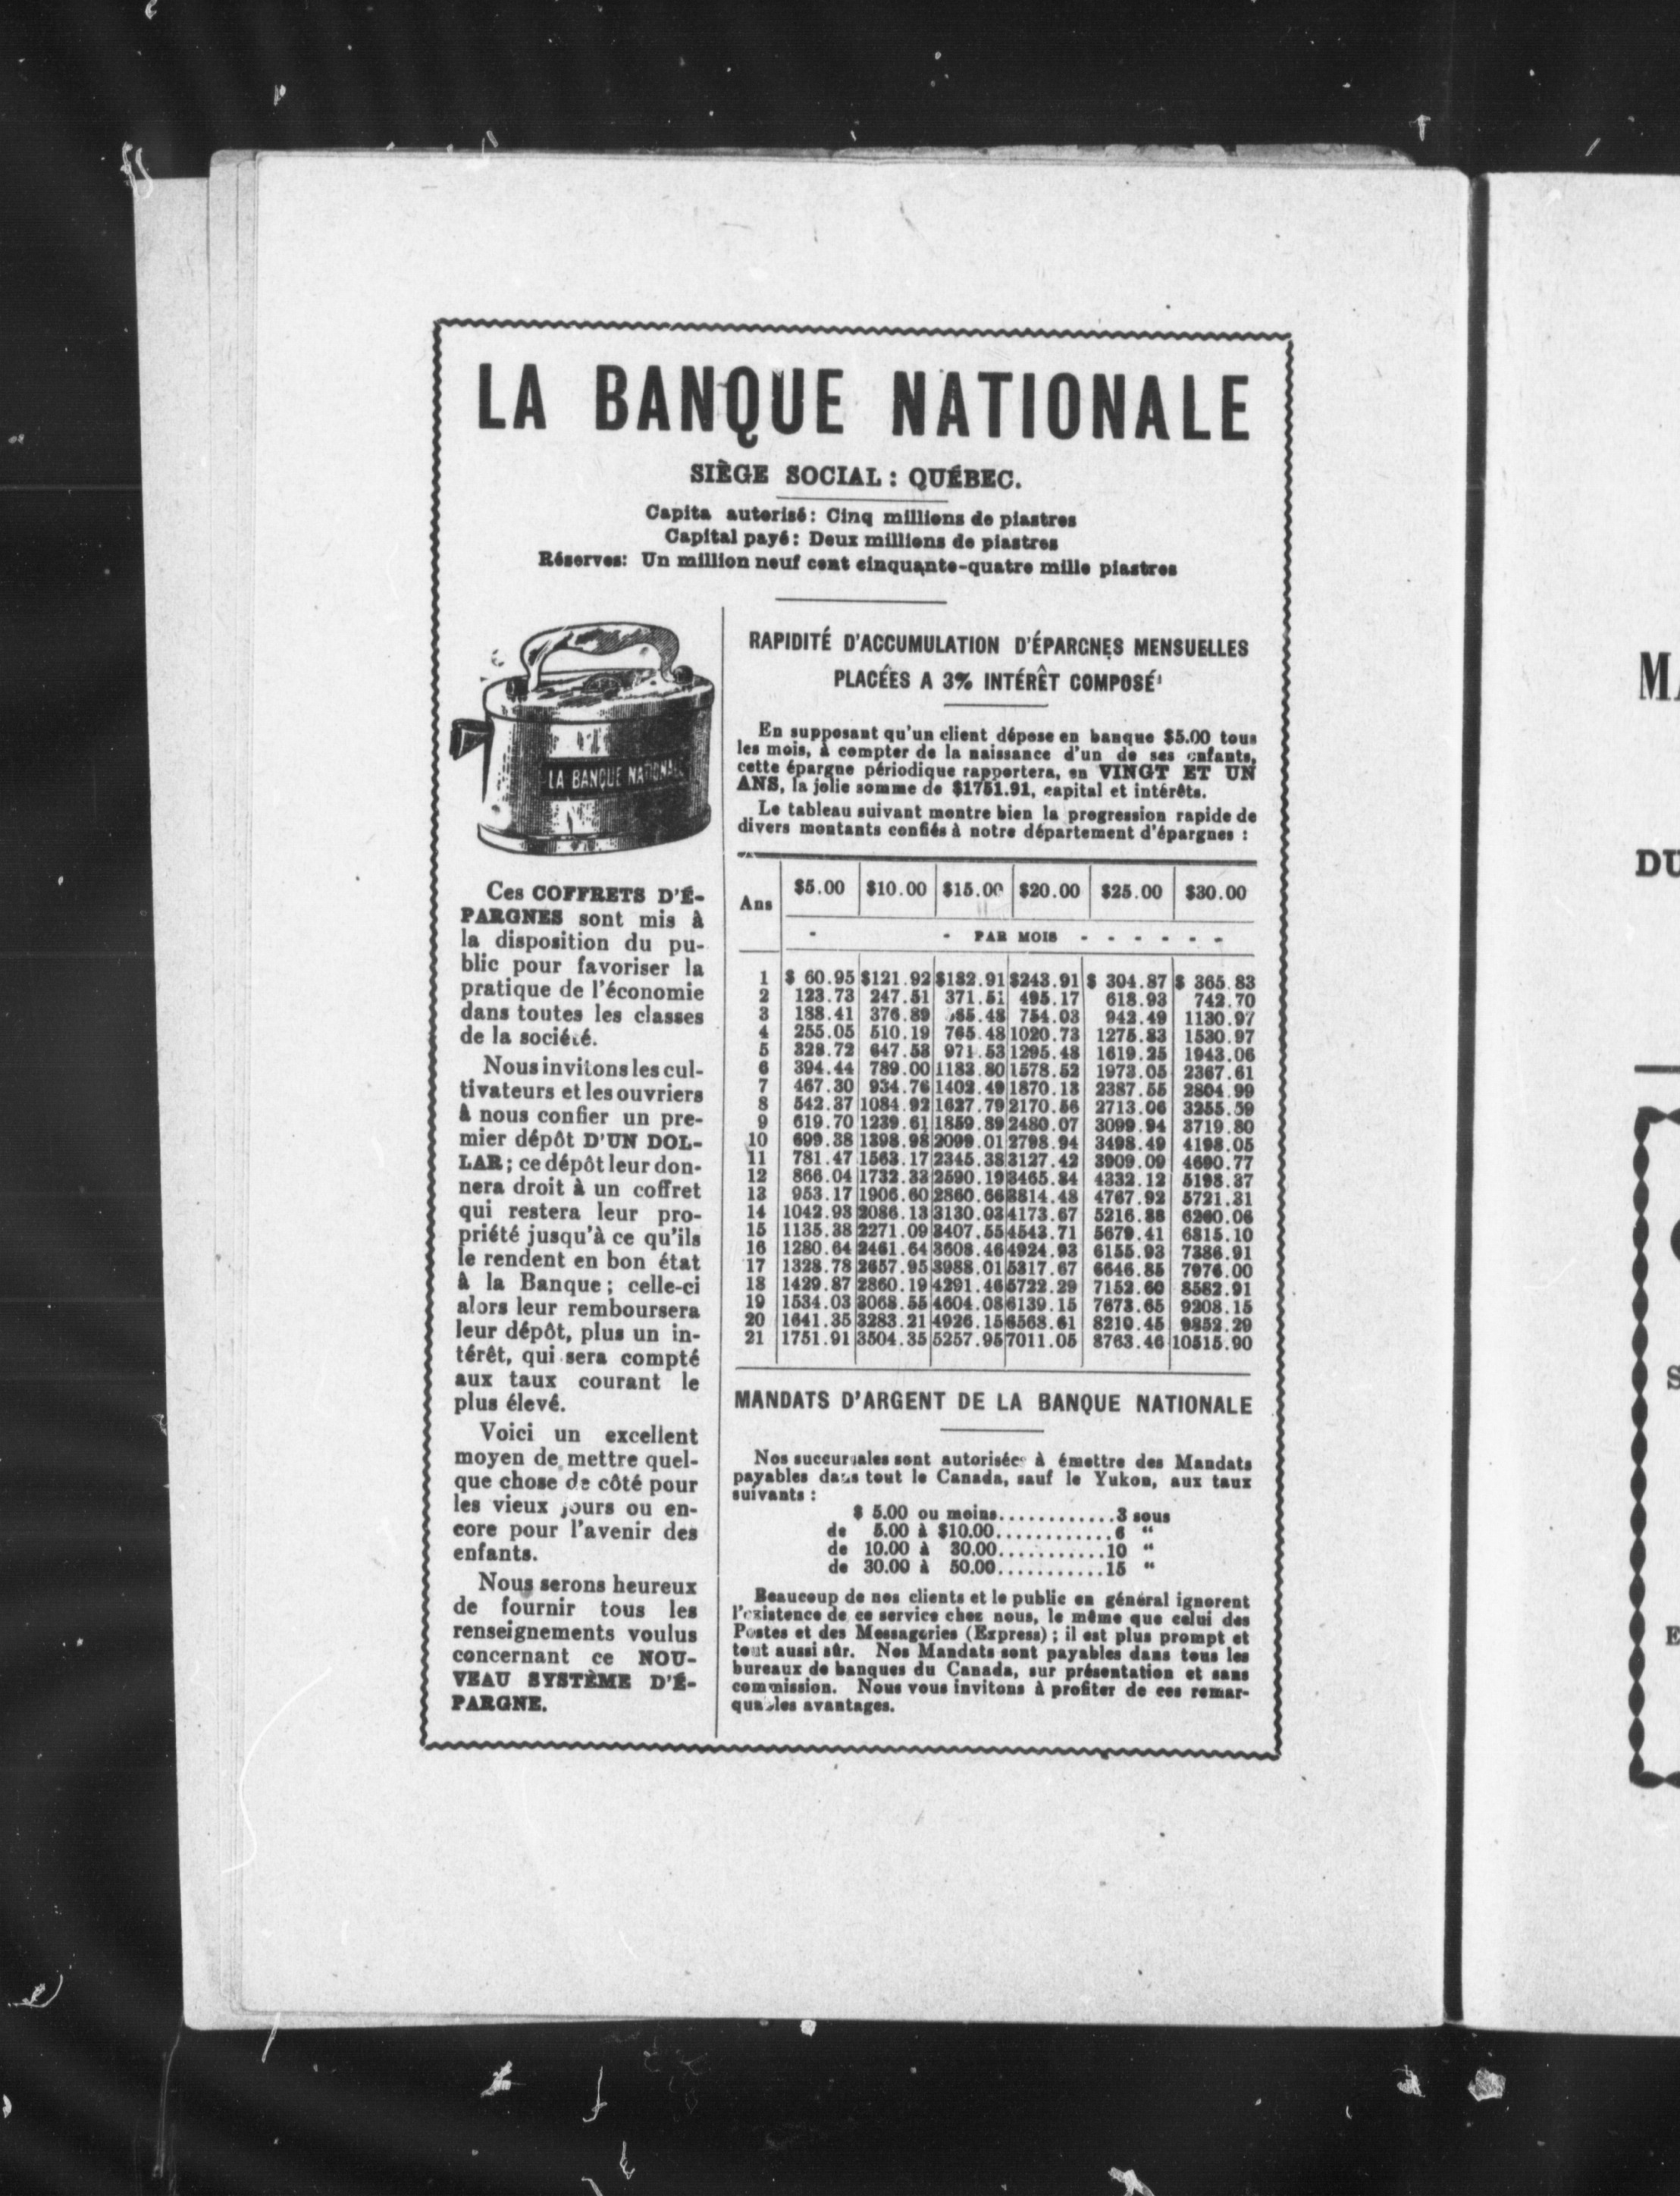 LA BANQUE NATIONALE
SIÈGE SOCIAL : QUÉBEC.
Capita autorisé : Cinq millions de piastres
Capital payé : Deux millions de piastres
Réserves: Un million neuf cent cinquante-quatre mille piastres
LA BANQUE NATIONALE
Ces COFFRETS D'É-
PARGNES sont mis à
la disposition du pu-
blic pour favoriser la
pratique de l'économie
dans toutes les classes
de la société.
Nous invitons les cul-
tivateurs et les ouvriers
à nous confier un pre-
mier dépôt D'UN DOL-
LAR ; ce dépôt leur don-
nera droit à un coffret
qui restera leur pro-
priété jusqu'à ce qu'ils
le rendent en bon état
à la Banque ; celle-ci
alors leur remboursera
leur dépôt, plus un in-
térêt, qui sera compté
aux taux courant le
plus élevé.
Voici un excellent
moyen de mettre quel-
que chose de côté pour
les vieux jours ou en-
core pour l'avenir des
enfants.
Nous serons heureux
de fournir tous les
renseignements voulus
concernant ce NOU-
VEAU SYSTÈME D'É-
PARGNE.
RAPIDITÉ D'ACCUMULATION D'ÉPARGNES MENSUELLES
PLACÉES A 3% INTÉRÊT COMPOSÉ
En supposant qu'un client dépose en banque $5.00 tous
les mois, à compter de la naissance d'un de ses enfants,
cette épargne périodique rapportera, en VINGT ET UN
ANS, la jolie somme de $1751.91, capital et intérêts.
Le tableau suivant montre bien la progression rapide de
divers montants confiés à notre département d'épargnes :
Ans $5.00 $10.00 $15.00 $20.00 $25.00 $30.00
- - PAR MOIS - - - - - -
1 $ 60.95 $121.92 $182.91 $243.91 $ 304.87 $ 365.83
2 123.73 247.51 371.51 495.17 618.93 742.70
3 188.41 376.89 754.03 942.49 1130.97
4 255.05 510.19 765.48 1020.73 1275.83 1530.97
5 328.72 647.53 971.53 1295.48 1619.25 1943.06
6 394.44 789.00 1183.80 1578.52 1973.05 2367.61
7 467.30 934.76 1402.49 1870.13 2387.55 2804.99
8 542.37 1084.92 1627.79 2170.56 2713.06 3255.59
9 619.70 1239.61 1859.89 2480.07 3099.94 3719.80
10 699.38 1398.98 2099.01 2798.94 3498.49 4198.05
11 781.47 1563.17 2345.38 3127.42 3909.09 4690.77
12 866.04 1732.33 2590.19 3465.84 4332.12 5198.37
13 953.17 1906.60 2860.66 3814.48 4767.92 5721.31
14 1042.93 2086.13 3130.03 4173.67 5216.88 6260.06
15 1135.38 2271.09 3407.55 4543.71 5679.41 6815.10
16 1280.64 2461.64 3608.46 4924.93 6155.93 7386.91
17 1328.78 2657.95 3988.01 5317.67 6646.85 7976.00
18 1429.87 2860.19 4291.46 5722.29 7152.60 8582.91
19 1534.03 3068.55 4604.08 6139.15 7673.65 9208.15
20 1641.35 3283.21 4926.15 6568.61 8210.45 9852.29
21 1751.91 3504.35 5257.95 7011.05 8763.46 10515.90
MANDATS D'ARGENT DE LA BANQUE NATIONALE
Nos succursales sont autorisées à émettre des Mandats
payables dans tout le Canada, sauf le Yukon, aux taux
suivants :
$ 5.00 ou moins............3 sous
de 5.00 à $10.00............6 “
de 10.00 à 30.00...........10 “
de 30.00 à 50.00...........15 “
Beaucoup de nos clients et le public en général ignorent
l'existence de ce service chez nous, le même que celui des
Postes et des Messageries (Express) ; il est plus prompt et
tout aussi sûr. Nos Mandats sont payables dans tous les
bureaux de banques du Canada, sur présentation et sans
commission. Nous vous invitons à profiter de ces remar-
quables avantages.
MA
DU
S
E